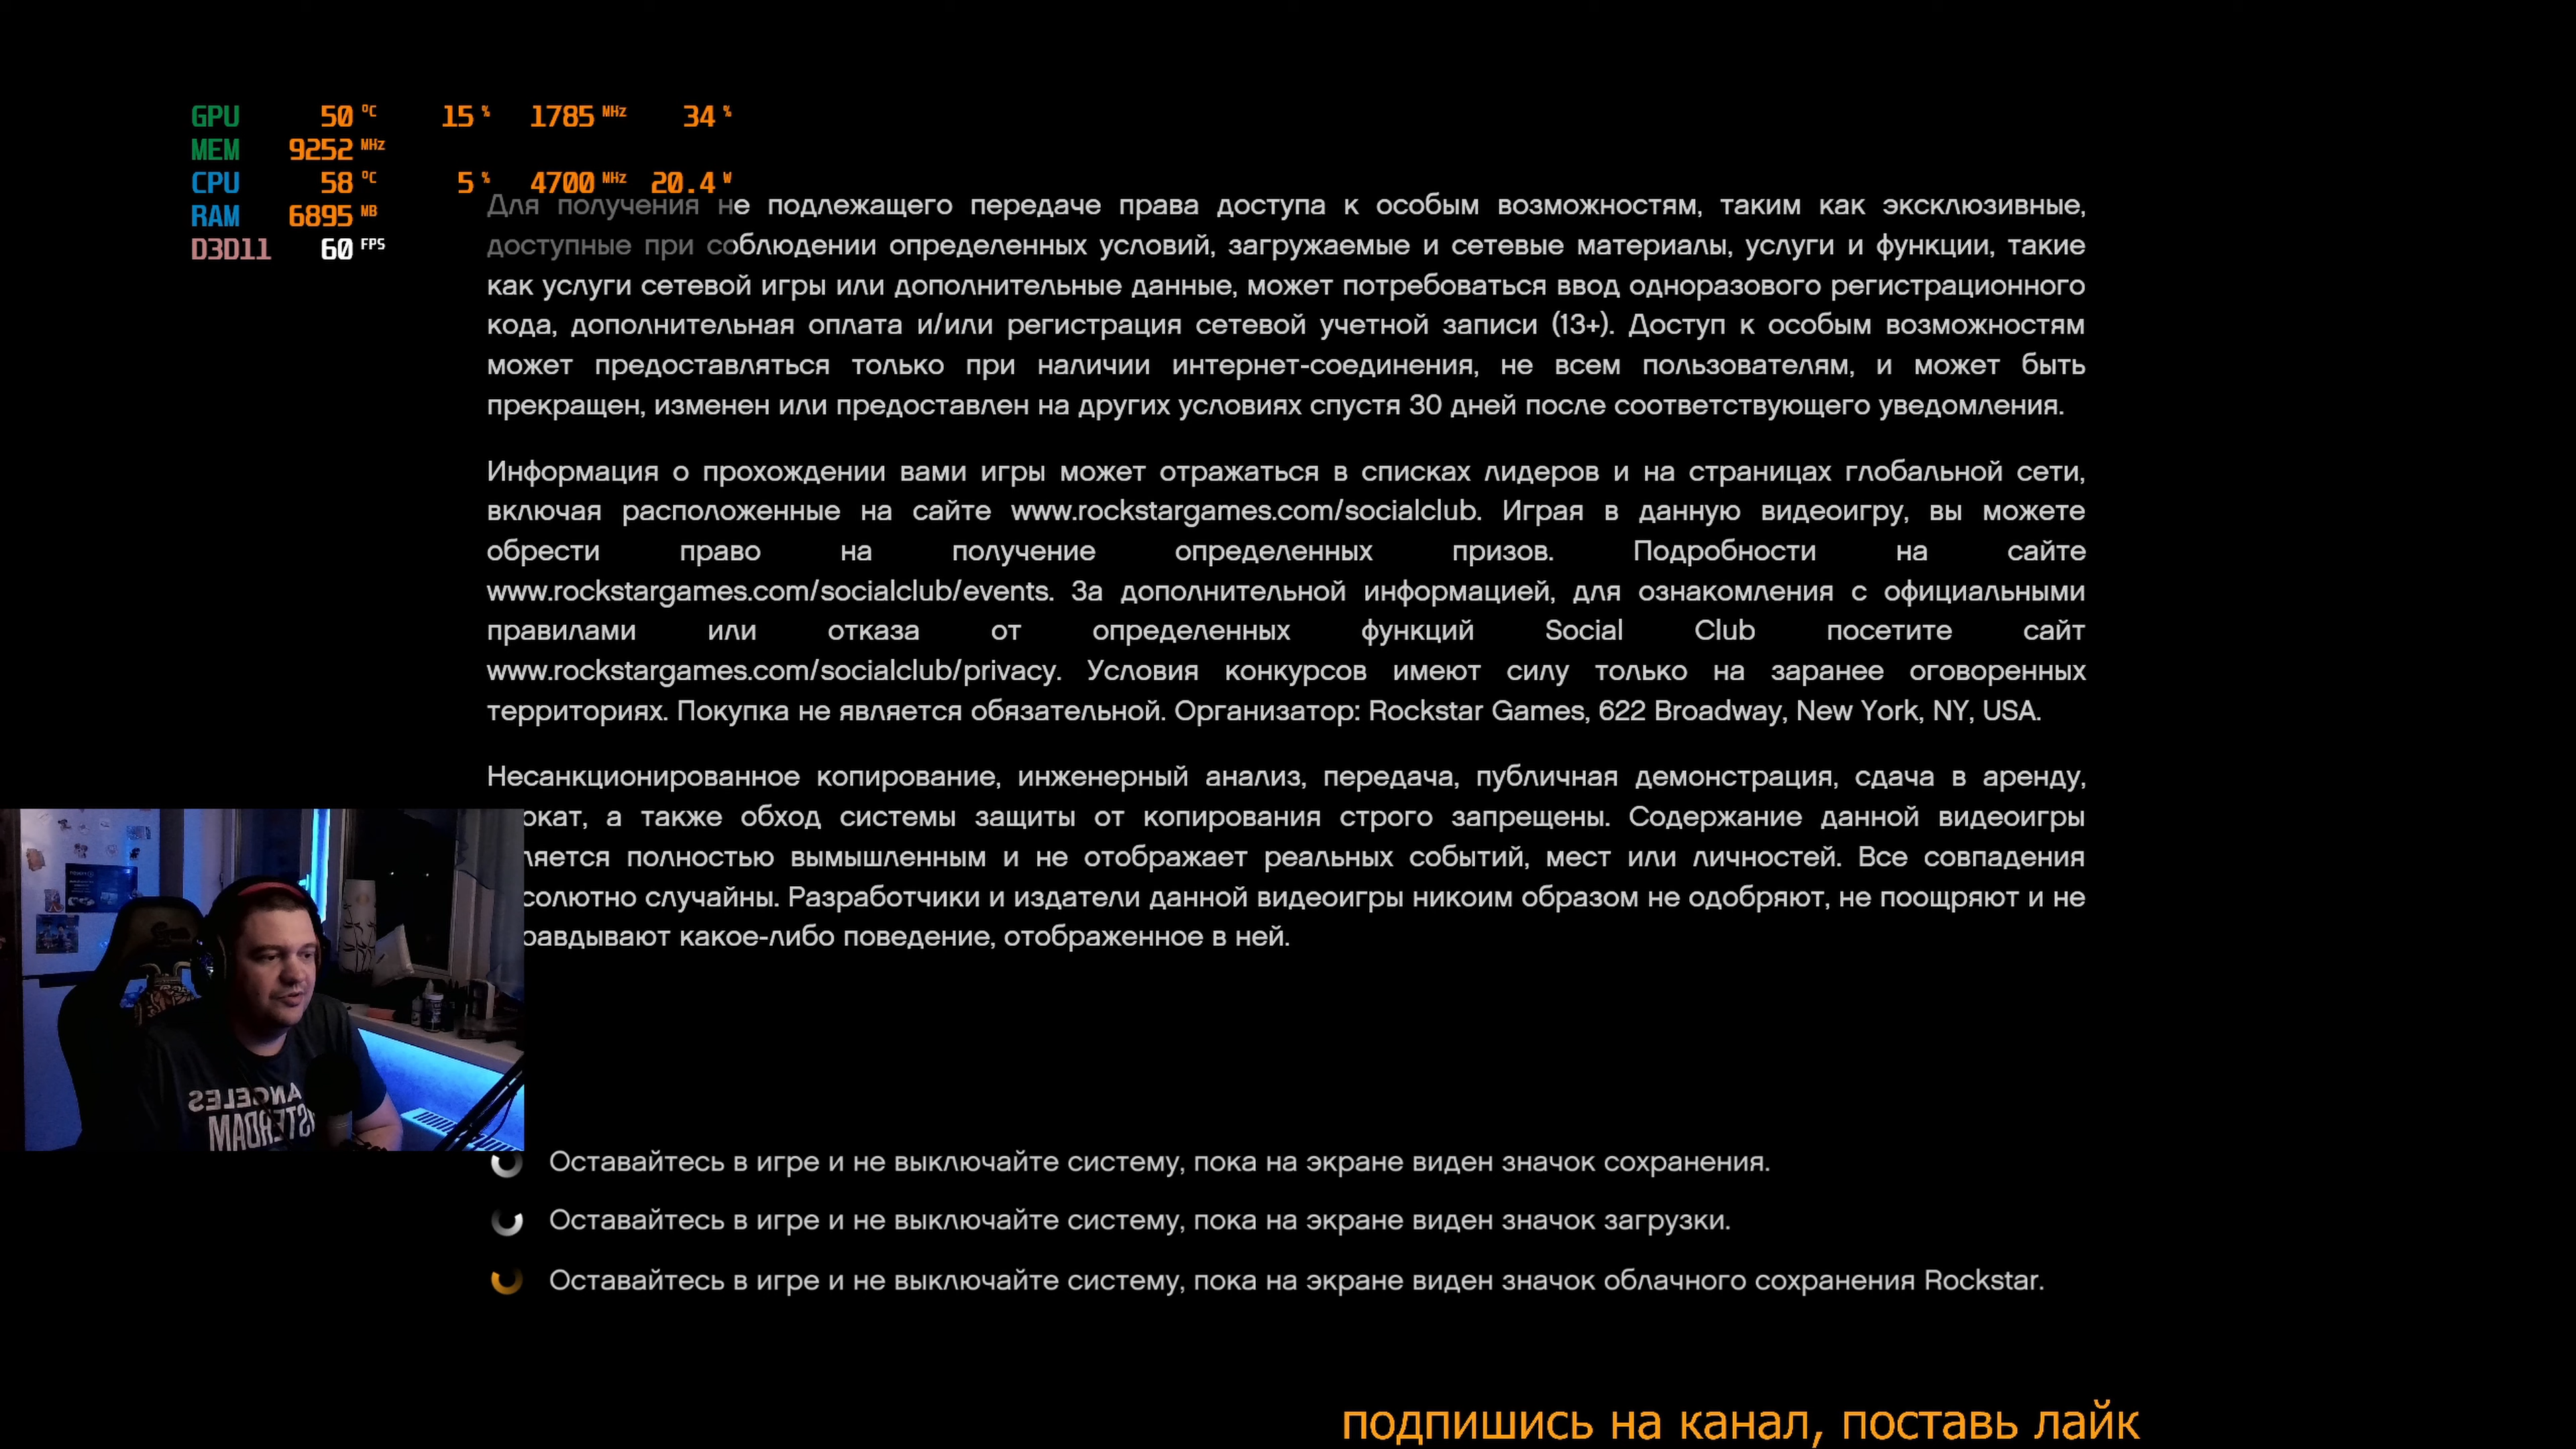 GPU 50 °C 15 % 1785 MHz 34 %
MEM 9252 MHz
CPU 58 °C 5 % 4700 MHz 20.4 W
RAM 6895 MB
D3D11 60 FPS
Для получения не подлежащего передаче права доступа к особым возможностям, таким как эксклюзивные,
доступные при соблюдении определенных условий, загружаемые и сетевые материалы, услуги и функции, такие
как услуги сетевой игры или дополнительные данные, может потребоваться ввод одноразового регистрационного
кода, дополнительная оплата и/или регистрация сетевой учетной записи (13+). Доступ к особым возможностям
может предоставляться только при наличии интернет-соединения, не всем пользователям, и может быть
прекращен, изменен или предоставлен на других условиях спустя 30 дней после соответствующего уведомления.
Информация о прохождении вами игры может отражаться в списках лидеров и на страницах глобальной сети,
включая расположенные на сайте www.rockstargames.com/socialclub. Играя в данную видеоигру, вы можете
обрести право на получение определенных призов. Подробности на сайте
www.rockstargames.com/socialclub/events. За дополнительной информацией, для ознакомления с официальными
правилами или отказа от определенных функций Social Club посетите сайт
www.rockstargames.com/socialclub/privacy. Условия конкурсов имеют силу только на заранее оговоренных
территориях. Покупка не является обязательной. Организатор: Rockstar Games, 622 Broadway, New York, NY, USA.
Несанкционированное копирование, инженерный анализ, передача, публичная демонстрация, сдача в аренду,
окат, а также обход системы защиты от копирования строго запрещены. Содержание данной видеоигры
ляется полностью вымышленным и не отображает реальных событий, мест или личностей. Все совпадения
солютно случайны. Разработчики и издатели данной видеоигры никоим образом не одобряют, не поощряют и не
равдывают какое-либо поведение, отображенное в ней.
ANGELES
STERDAM
Оставайтесь в игре и не выключайте систему, пока на экране виден значок сохранения.
Оставайтесь в игре и не выключайте систему, пока на экране виден значок загрузки.
Оставайтесь в игре и не выключайте систему, пока на экране виден значок облачного сохранения Rockstar.
подпишись на канал, поставь лайк